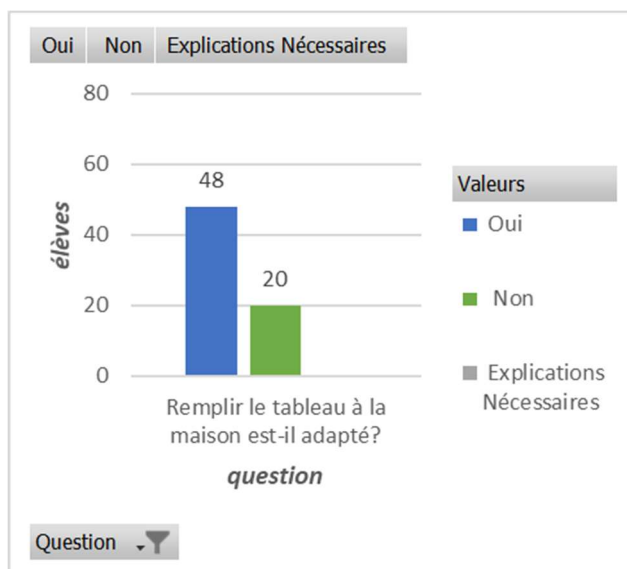 Oui Non Explications Nécessaires
80
60
40
20
0
élèves
48
20
Remplir le tableau à la
maison est-il adapté?
question
Valeurs
Oui
Non
Explications
Nécessaires
Question